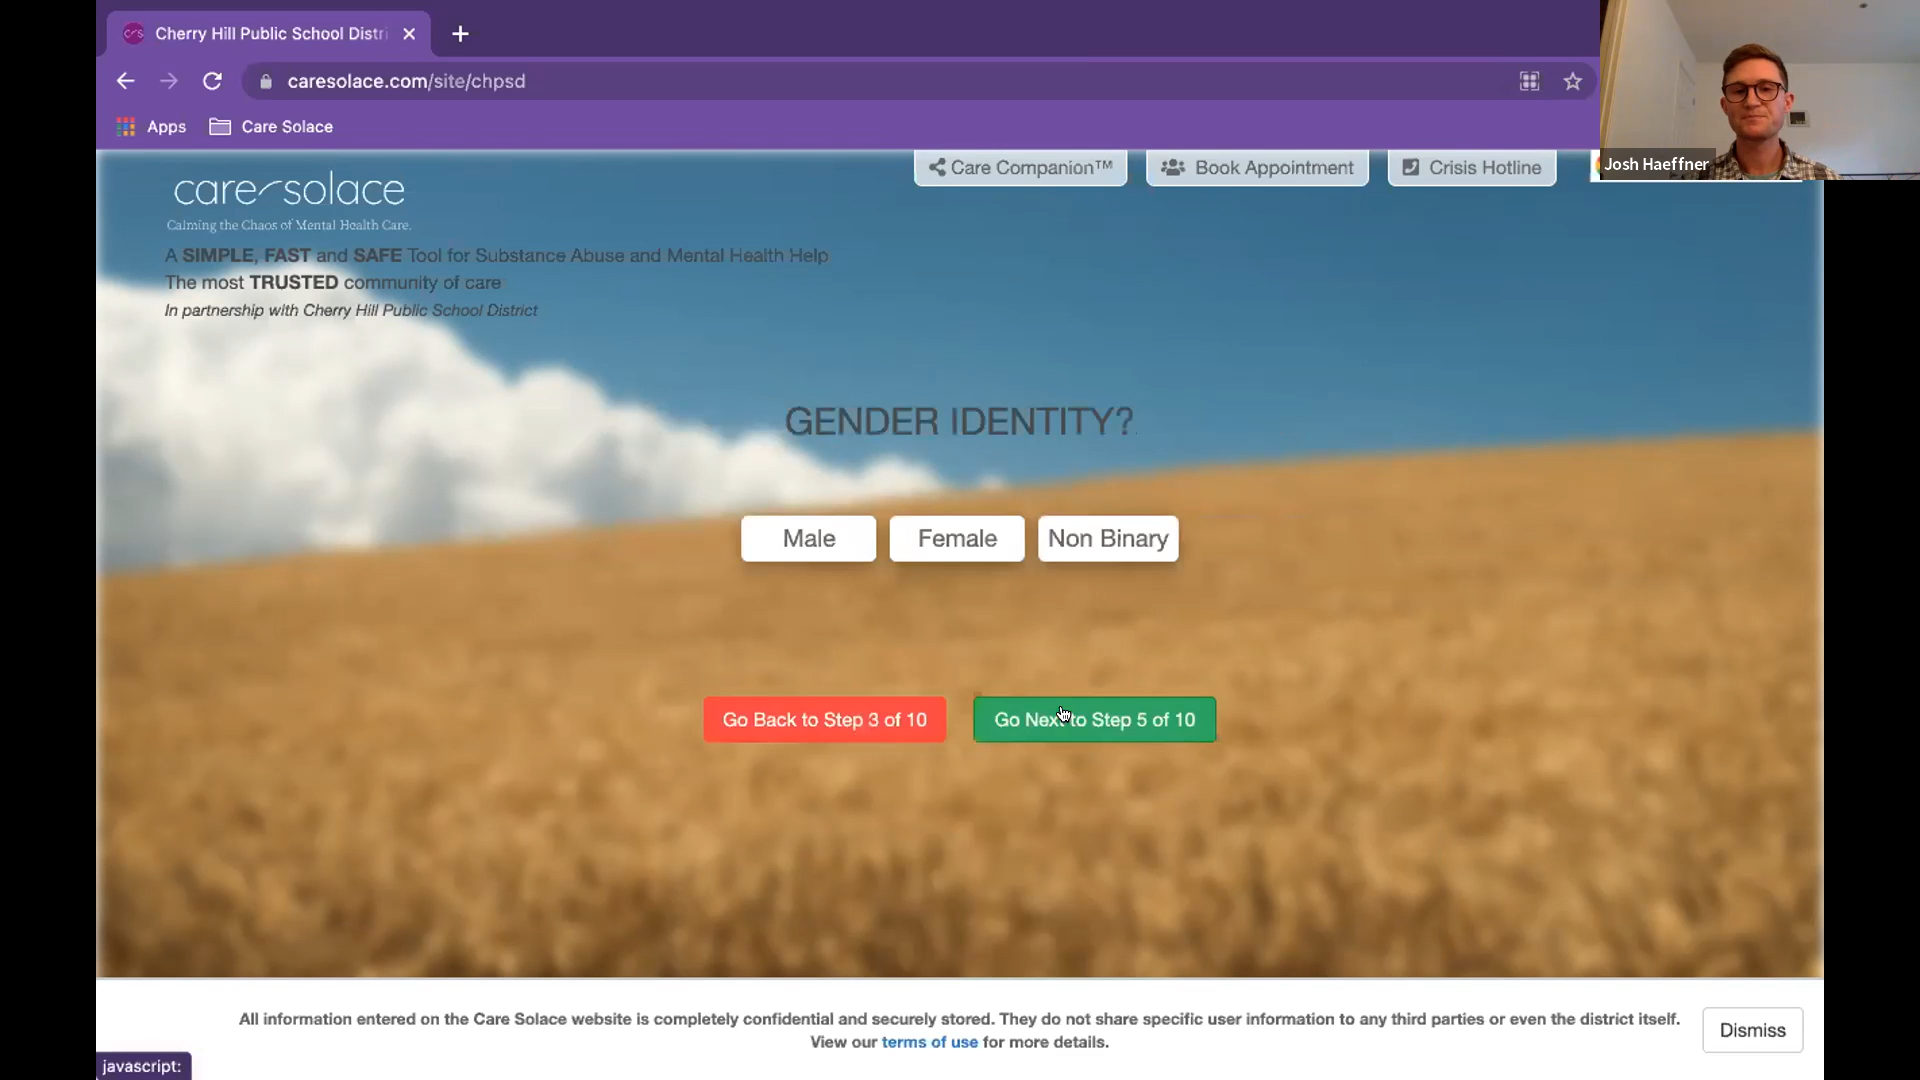 Cherry Hill Public School Distri
caresolace.com/site/chpsd
Apps
Care Solace
Josh Haeffner
Care Companion™
Book Appointment
Crisis Hotline
care solace
Calming the Chaos of Mental Health Care.
A SIMPLE, FAST and SAFE Tool for Substance Abuse and Mental Health Help
The most TRUSTED community of care
In partnership with Cherry Hill Public School District
GENDER IDENTITY?
Male
Female
Non Binary
Go Back to Step 3 of 10
Go Next to Step 5 of 10
All information entered on the Care Solace website is completely confidential and securely stored. They do not share specific user information to any third parties or even the district itself.
View our terms of use for more details.
Dismiss
javascript: